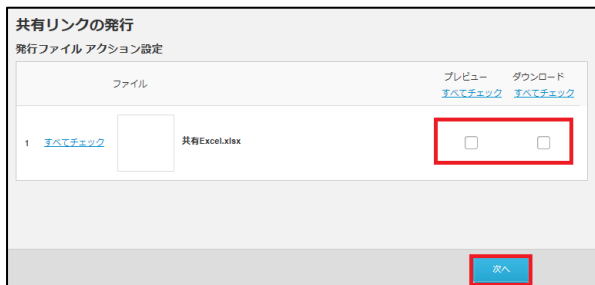 共有リンクの発行
発行ファイル アクション設定
ファイル プレビュー ダウンロード
すべてチェック すべてチェック
1 すべてチェック 共有Excel.xlsx
次へ